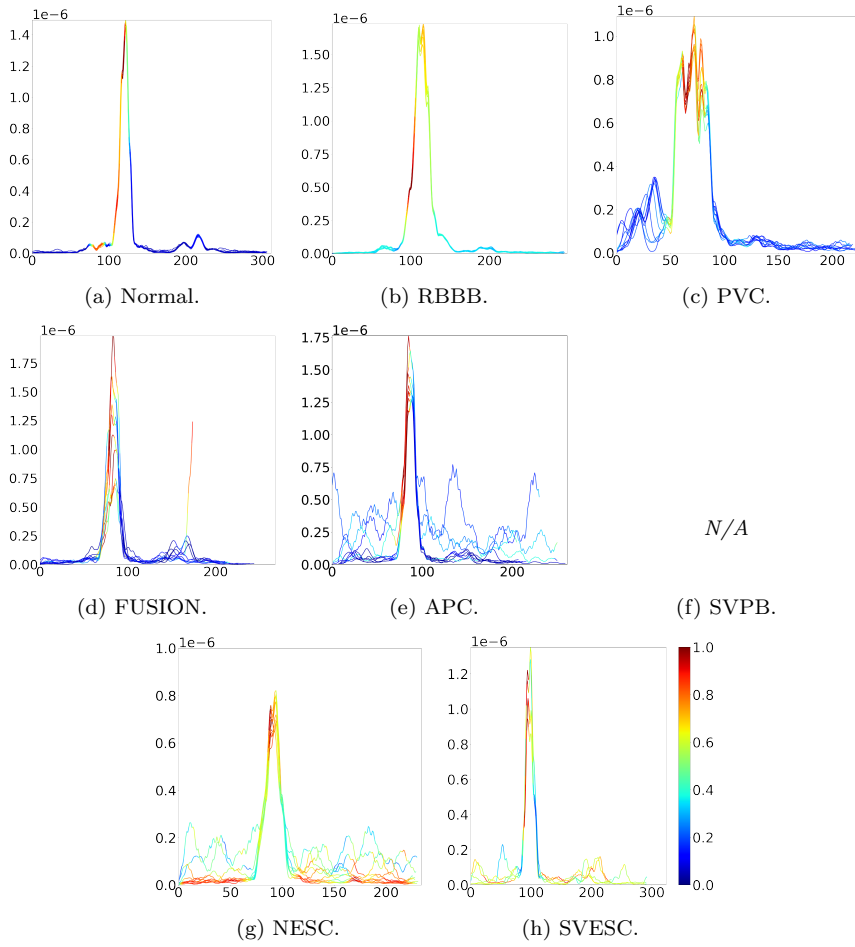 1e-6
1.4
1.2
1.0
0.8
0.6
0.4
0.2
0.0
0 100 200 300
(a) Normal.
1e-6
1.50
1.25
1.00
0.75
0.50
0.25
0.00
0 100 200
(b) RBBB.
1e-6
1.0
0.8
0.6
0.4
0.2
0.0
0 50 100 150 200
(c) PVC.
1e-6
1.75
1.50
1.25
1.00
0.75
0.50
0.25
0.00
0 100 200
(d) FUSION.
1e-6
1.75
1.50
1.25
1.00
0.75
0.50
0.25
0.00
0 100 200
(e) APC.
N/A
(f) SVPB.
1e-6
1.0
0.8
0.6
0.4
0.2
0.0
0 50 100 150 200
(g) NESC.
1e-6
1.2
1.0
0.8
0.6
0.4
0.2
0.0
0 100 200 300
(h) SVESC.
1.0
0.8
0.6
0.4
0.2
0.0